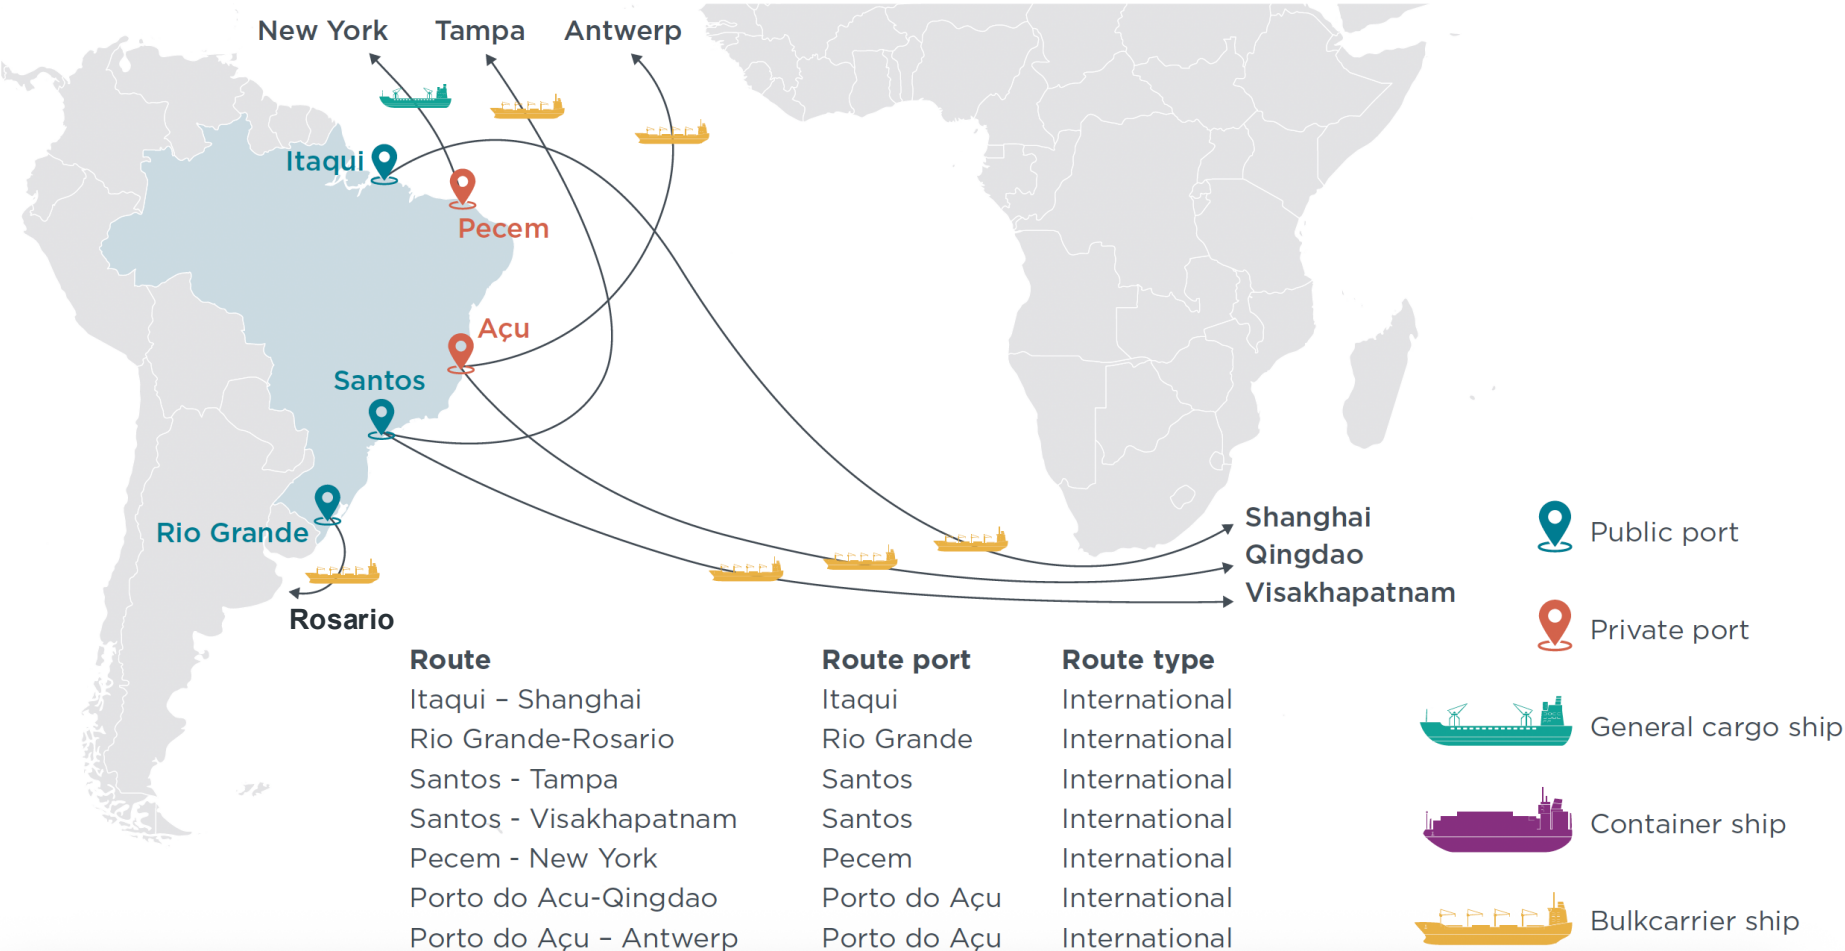 New York Tampa Antwerp
Itaqui
Pecem
Açu
Santos
Rio Grande
Rosario
Shanghai
Qingdao
Visakhapatnam
Public port
Private port
General cargo ship
Container ship
Bulkcarrier ship
Route Route port Route type
Itaqui – Shanghai Itaqui International
Rio Grande-Rosario Rio Grande International
Santos - Tampa Santos International
Santos - Visakhapatnam Santos International
Pecem - New York Pecem International
Porto do Acu-Qingdao Porto do Açu International
Porto do Açu – Antwerp Porto do Açu International